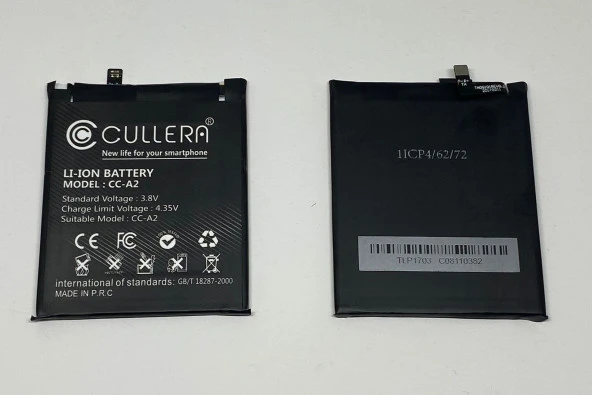 CULLERA®
New life for your smartphone
LI-ION BATTERY
MODEL : CC-A2
Standard Voltage : 3.8V
Charge Limit Voltage : 4.35V
Suitable Model : CC-A2
CE FC
international of standards : GB/T 18287-2000
MADE IN P.R.C
1ICP4/62/72
TLP1703 C08110382